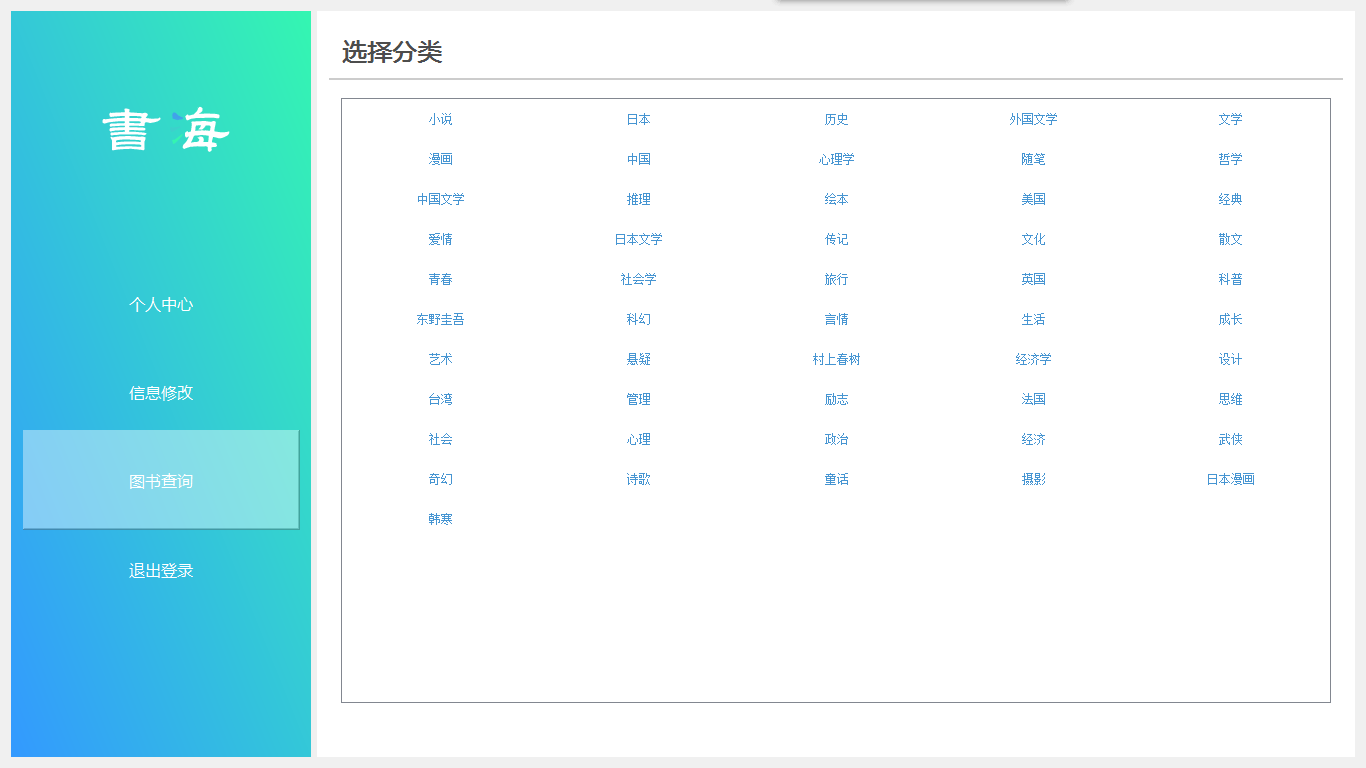 書海
个人中心
信息修改
图书查询
退出登录
选择分类
小说 日本 历史 外国文学 文学
漫画 中国 心理学 随笔 哲学
中国文学 推理 绘本 美国 经典
爱情 日本文学 传记 文化 散文
青春 社会学 旅行 英国 科普
东野圭吾 科幻 言情 生活 成长
艺术 悬疑 村上春树 经济学 设计
台湾 管理 励志 法国 思维
社会 心理 政治 经济 武侠
奇幻 诗歌 童话 摄影 日本漫画
韩寒